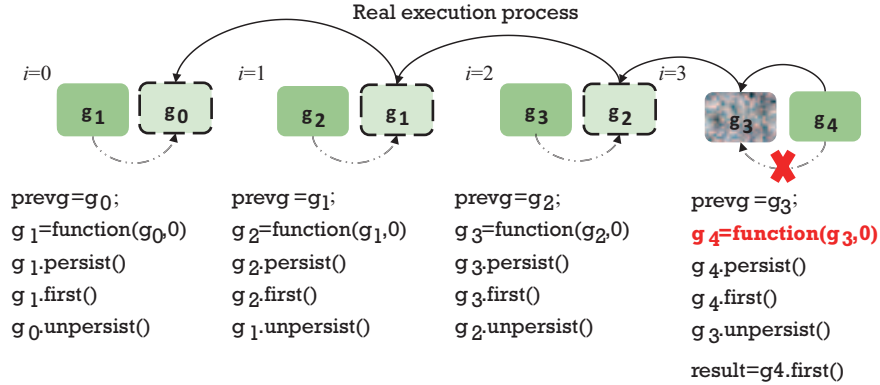 Real execution process
i=0
i=1
i=2
i=3
g1
g0
g2
g1
g3
g2
g3
g4
prevg=g0;
g1=function(g0,0)
g1.persist()
g1.first()
g0.unpersist()
prevg=g1;
g2=function(g1,0)
g2.persist()
g2.first()
g1.unpersist()
prevg=g2;
g3=function(g2,0)
g3.persist()
g3.first()
g2.unpersist()
prevg=g3;
g4=function(g3,0)
g4.persist()
g4.first()
g3.unpersist()
result=g4.first()